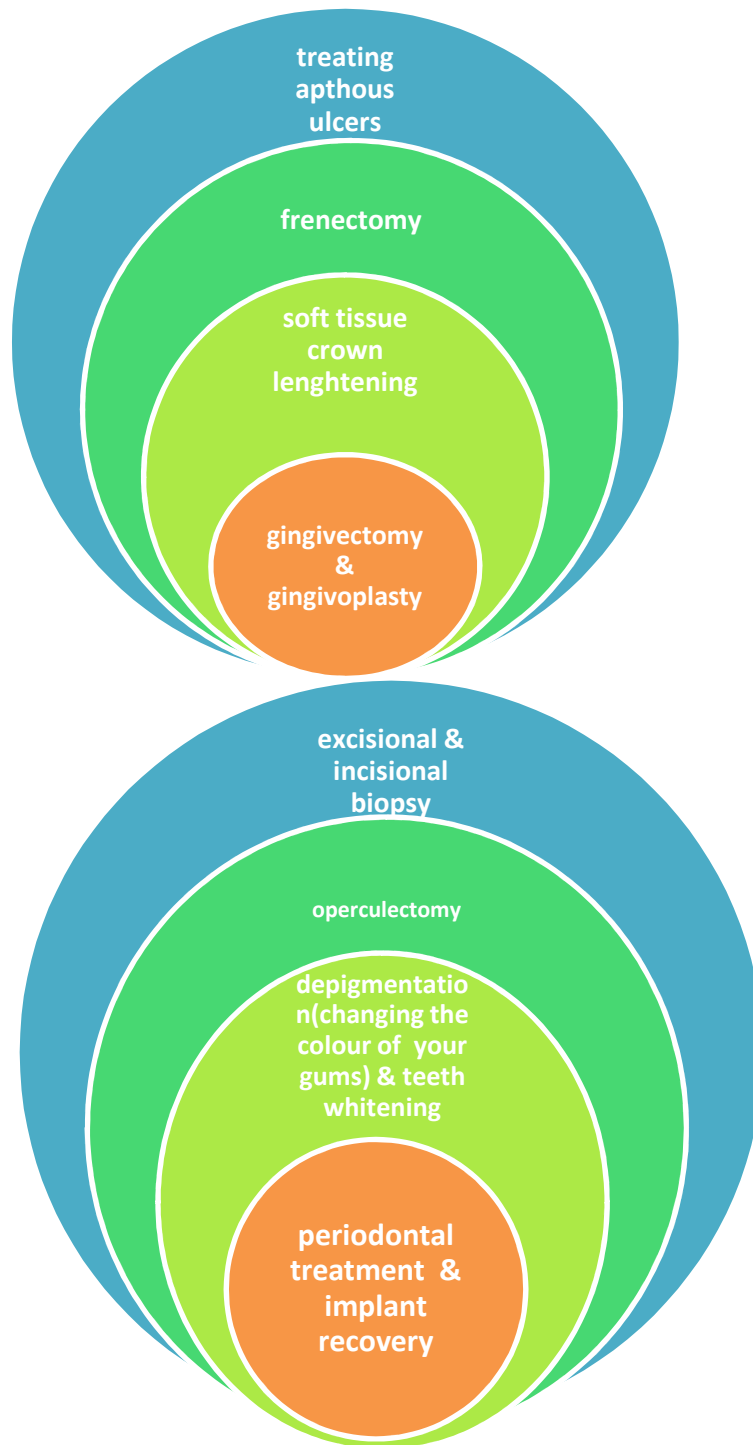 treating
apthous
ulcers
frenectomy
soft tissue
crown
lenghtening
gingivectomy
&
gingivoplasty
excisional &
incisional
biopsy
operculectomy
depigmentatio
n(changing the
colour of your
gums) & teeth
whitening
periodontal
treatment &
implant
recovery